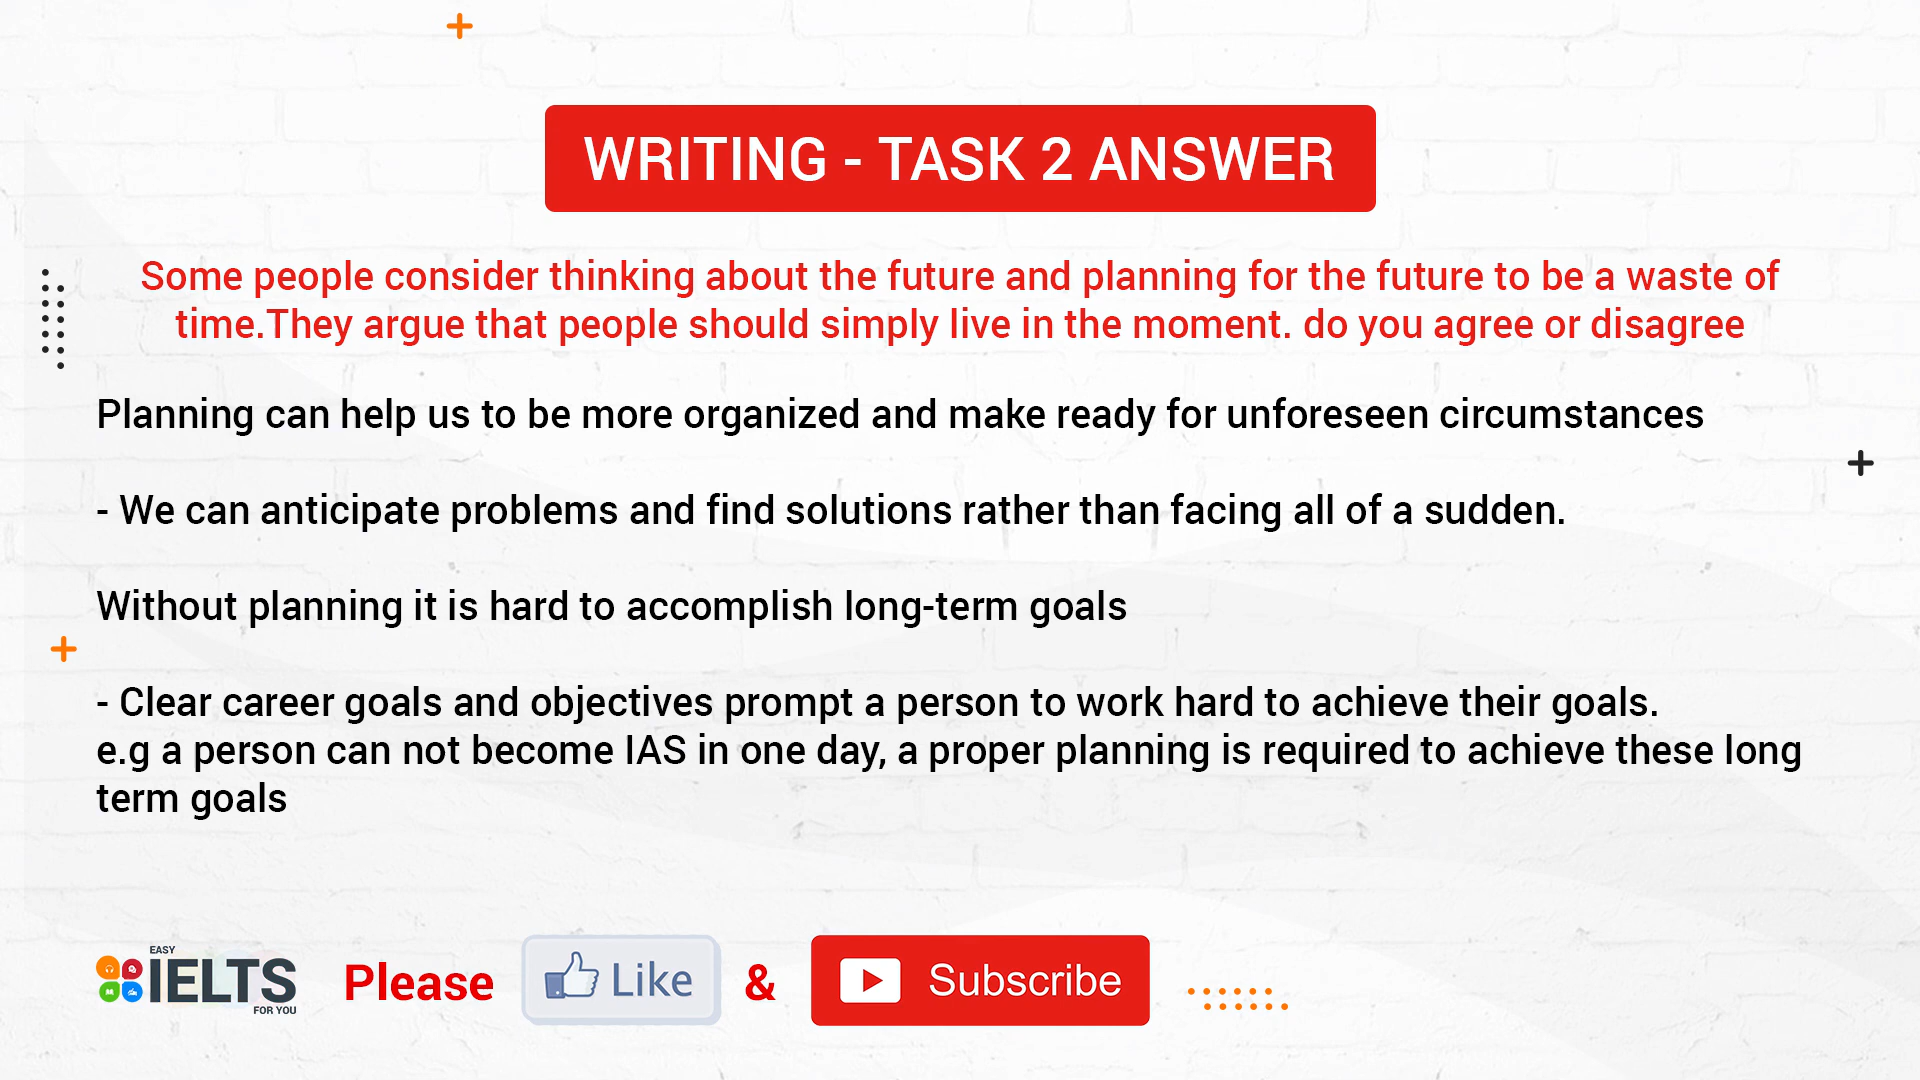 WRITING - TASK 2 ANSWER
Some people consider thinking about the future and planning for the future to be a waste of
time.They argue that people should simply live in the moment. do you agree or disagree
Planning can help us to be more organized and make ready for unforeseen circumstances
- We can anticipate problems and find solutions rather than facing all of a sudden.
Without planning it is hard to accomplish long-term goals
- Clear career goals and objectives prompt a person to work hard to achieve their goals.
e.g a person can not become IAS in one day, a proper planning is required to achieve these long
term goals
EASY
IELTS
FOR YOU
Please
Like
&
Subscribe